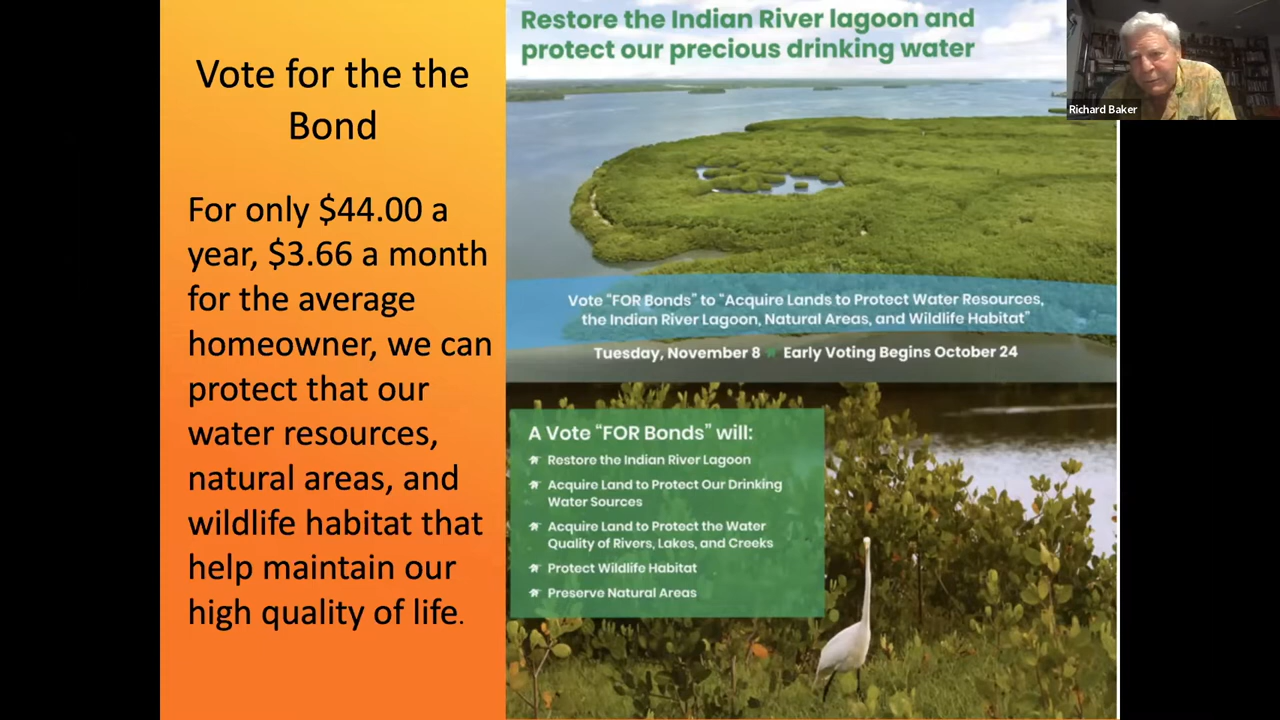 Vote for the the
Bond
For only $44.00 a
year, $3.66 a month
for the average
homeowner, we can
protect that our
water resources,
natural areas, and
wildlife habitat that
help maintain our
high quality of life.
Restore the Indian River lagoon and
protect our precious drinking water
Vote “FOR Bonds” to “Acquire Lands to Protect Water Resources,
the Indian River Lagoon, Natural Areas, and Wildlife Habitat”
Tuesday, November 8 Early Voting Begins October 24
A Vote “FOR Bonds” will:
Restore the Indian River Lagoon
Acquire Land to Protect Our Drinking
Water Sources
Acquire Land to Protect the Water
Quality of Rivers, Lakes, and Creeks
Protect Wildlife Habitat
Preserve Natural Areas
Richard Baker